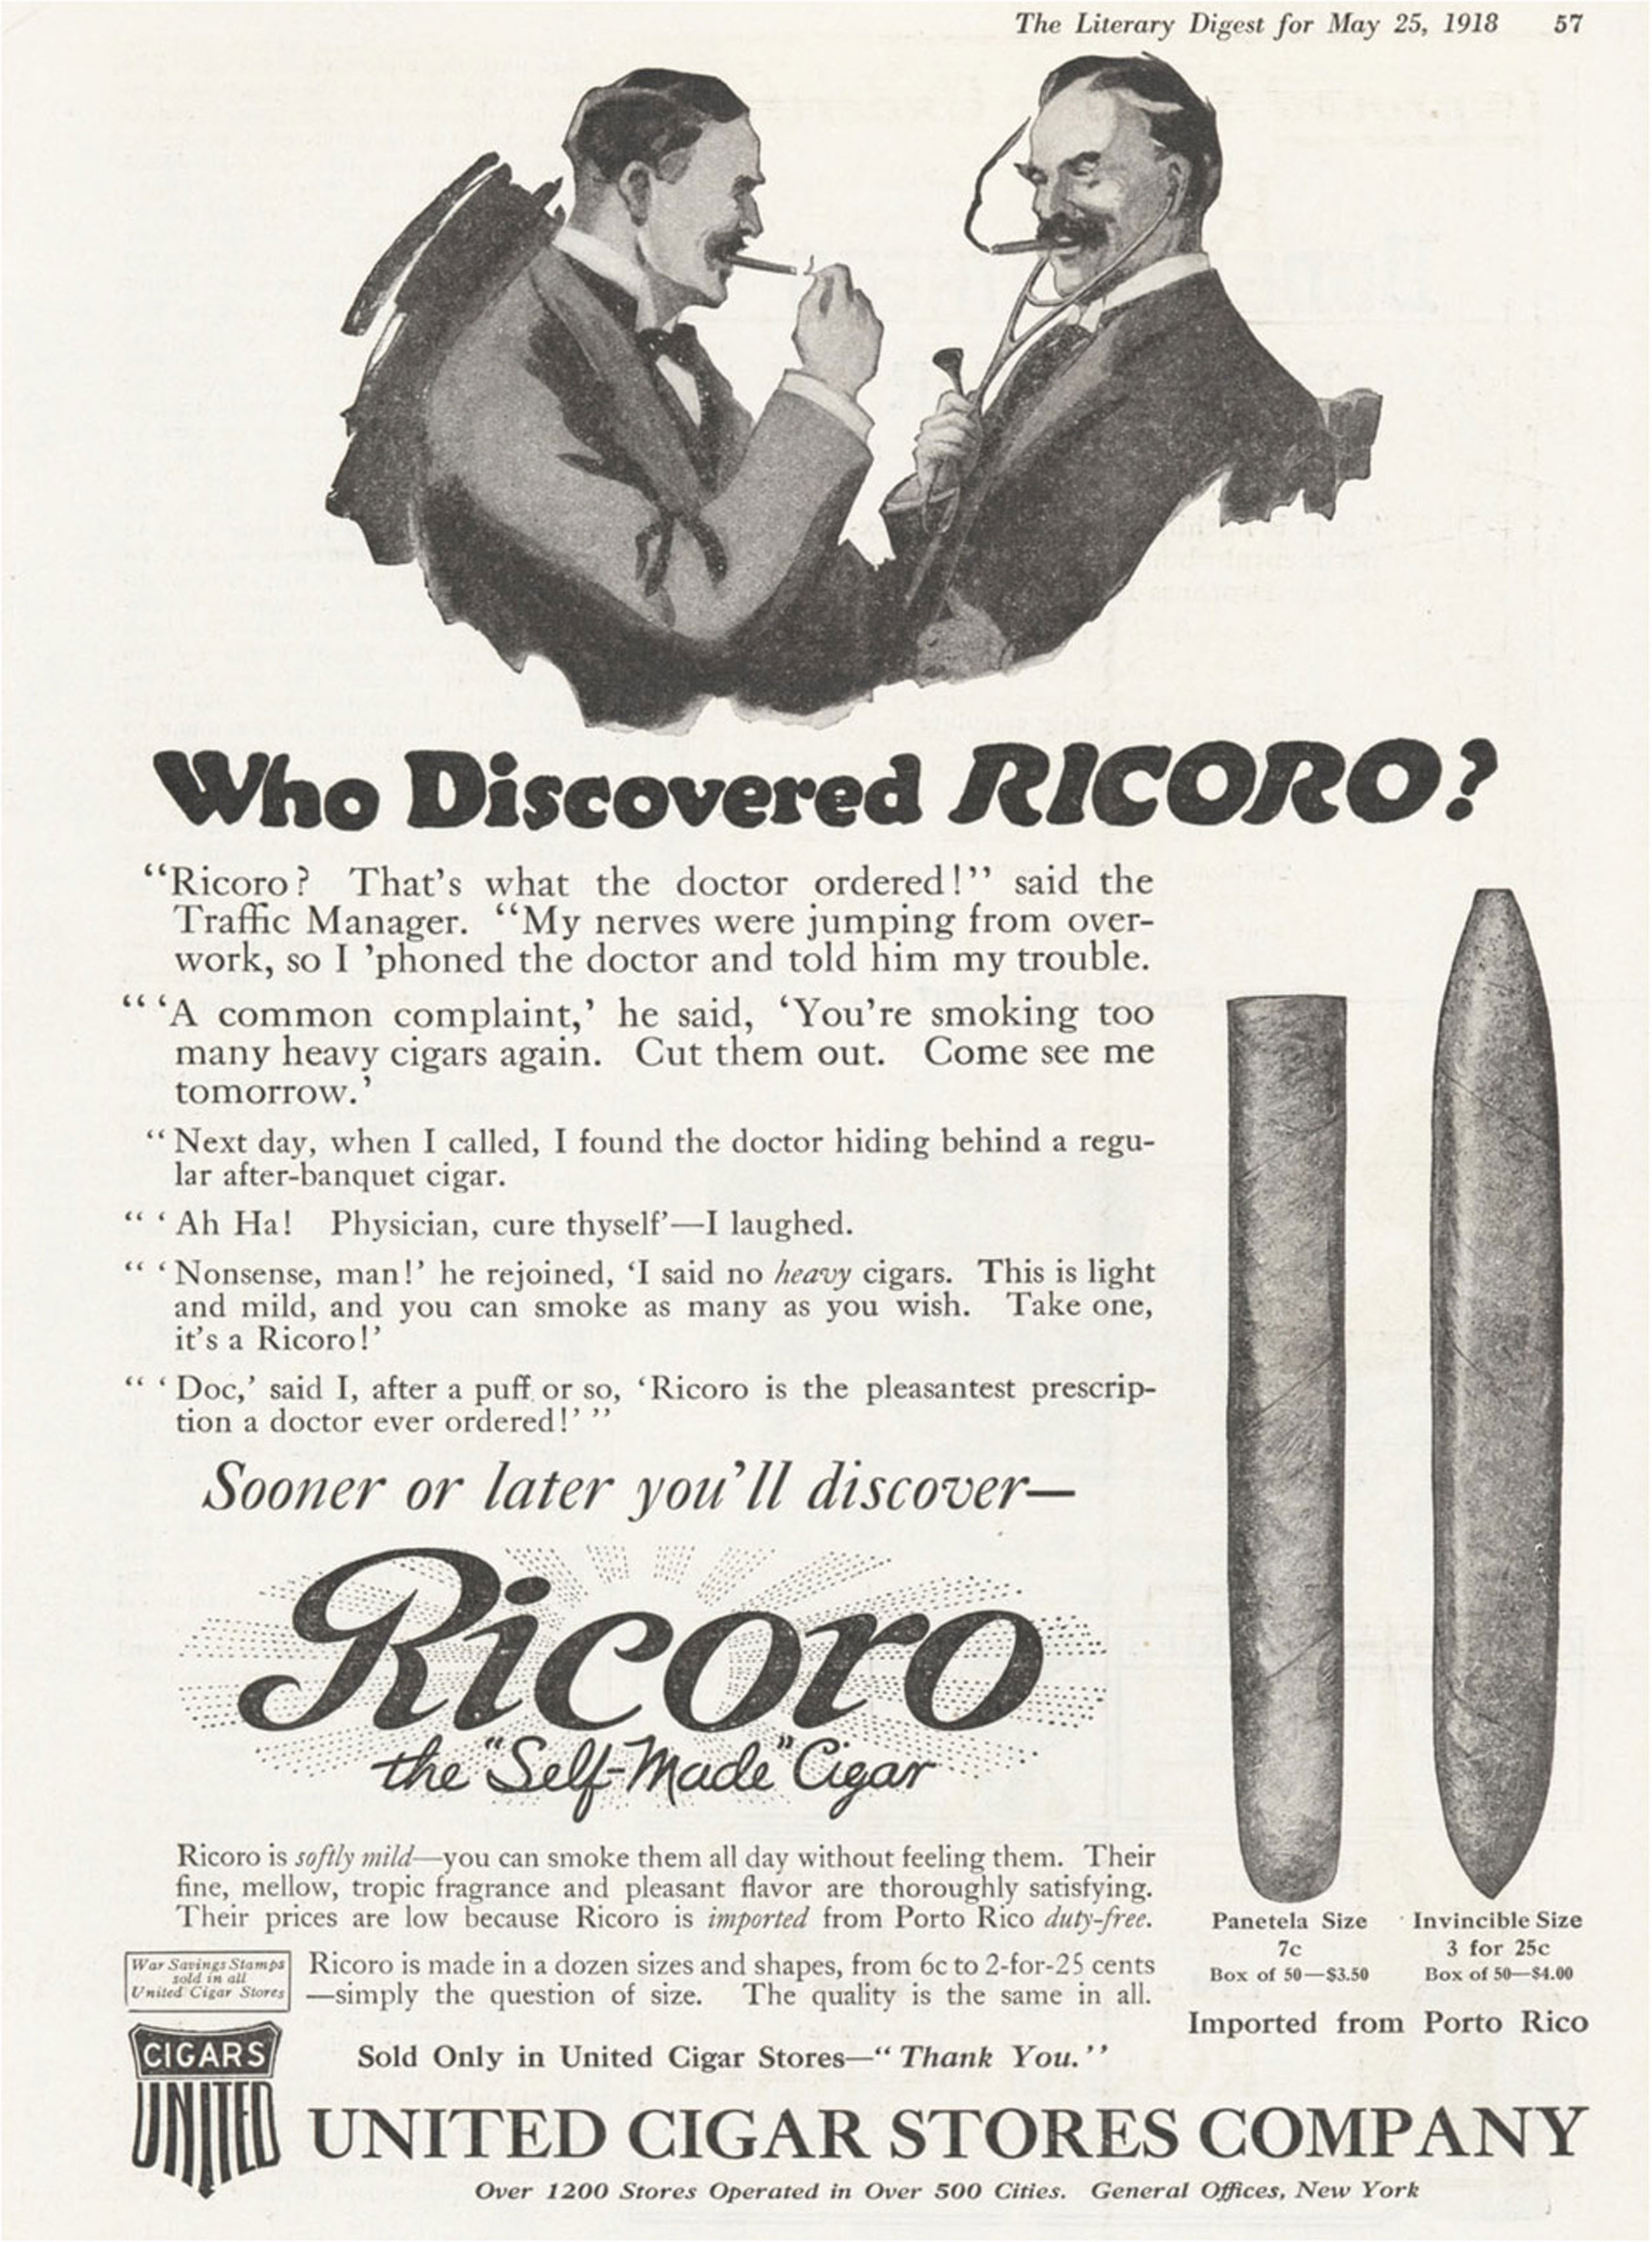 The Literary Digest for May 25, 1918 57
Who Discovered RICORO?
“Ricoro? That's what the doctor ordered!” said the
Traffic Manager. “My nerves were jumping from over-
work, so I 'phoned the doctor and told him my trouble.
“ ‘A common complaint,’ he said, ‘You're smoking too
many heavy cigars again. Cut them out. Come see me
tomorrow.’
“Next day, when I called, I found the doctor hiding behind a regu-
lar after-banquet cigar.
“ ‘Ah Ha! Physician, cure thyself’—I laughed.
“ ‘Nonsense, man!’ he rejoined, ‘I said no heavy cigars. This is light
and mild, and you can smoke as many as you wish. Take one,
it's a Ricoro!’
“ ‘Doc,’ said I, after a puff or so, ‘Ricoro is the pleasantest prescrip-
tion a doctor ever ordered!’ ”
Sooner or later you'll discover—
Ricoro
the “Self-Made” Cigar
Ricoro is softly mild—you can smoke them all day without feeling them. Their
fine, mellow, tropic fragrance and pleasant flavor are thoroughly satisfying.
Their prices are low because Ricoro is imported from Porto Rico duty-free.
Ricoro is made in a dozen sizes and shapes, from 6c to 2-for-25 cents
—simply the question of size. The quality is the same in all.
War Savings Stamps
sold in all
United Cigar Stores
Panetela Size
7c
Box of 50—$3.50
Invincible Size
3 for 25c
Box of 50—$4.00
Imported from Porto Rico
Sold Only in United Cigar Stores—“Thank You.”
CIGARS
UNITED
UNITED CIGAR STORES COMPANY
Over 1200 Stores Operated in Over 500 Cities. General Offices, New York